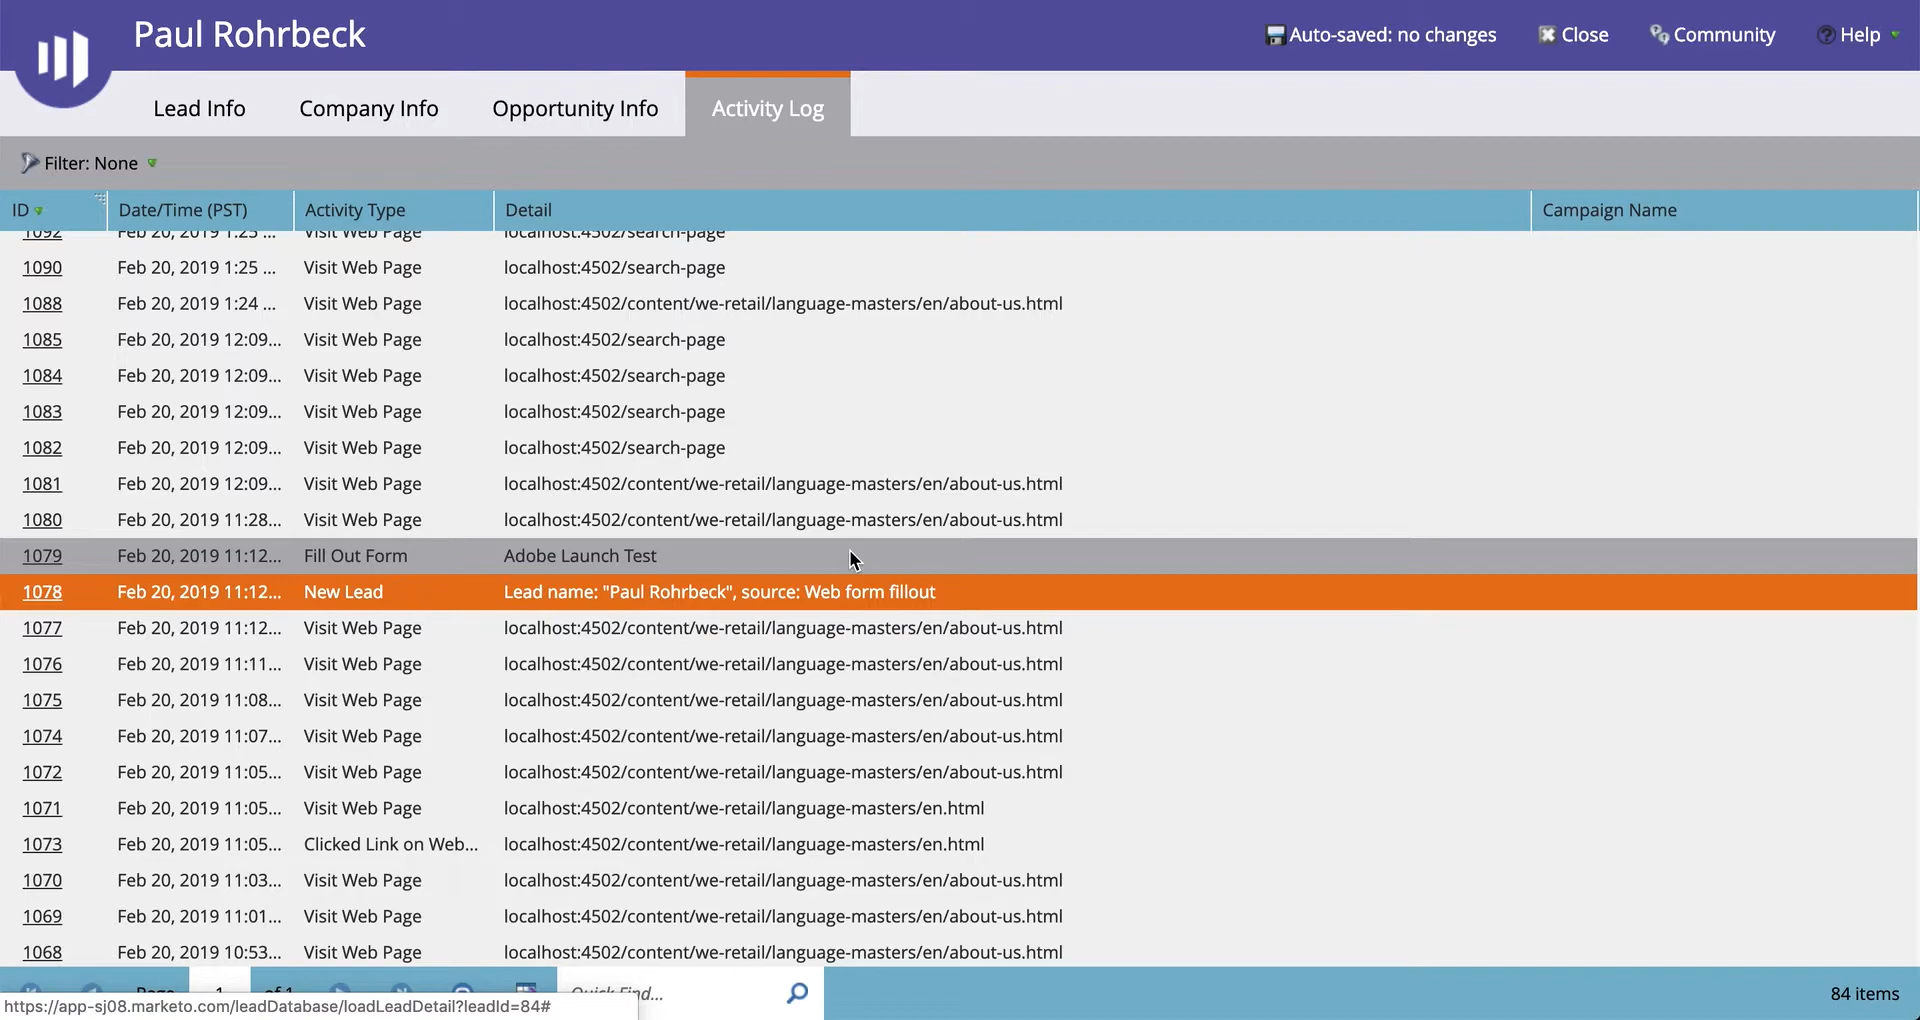 Paul Rohrbeck
Auto-saved: no changes Close Community Help
Lead Info Company Info Opportunity Info Activity Log
Filter: None
ID Date/Time (PST) Activity Type Detail Campaign Name
1092 Feb 20, 2019 1:25 ... Visit Web Page localhost:4502/search-page
1090 Feb 20, 2019 1:25 ... Visit Web Page localhost:4502/search-page
1088 Feb 20, 2019 1:24 ... Visit Web Page localhost:4502/content/we-retail/language-masters/en/about-us.html
1085 Feb 20, 2019 12:09... Visit Web Page localhost:4502/search-page
1084 Feb 20, 2019 12:09... Visit Web Page localhost:4502/search-page
1083 Feb 20, 2019 12:09... Visit Web Page localhost:4502/search-page
1082 Feb 20, 2019 12:09... Visit Web Page localhost:4502/search-page
1081 Feb 20, 2019 12:09... Visit Web Page localhost:4502/content/we-retail/language-masters/en/about-us.html
1080 Feb 20, 2019 11:28... Visit Web Page localhost:4502/content/we-retail/language-masters/en/about-us.html
1079 Feb 20, 2019 11:12... Fill Out Form Adobe Launch Test
1078 Feb 20, 2019 11:12... New Lead Lead name: "Paul Rohrbeck", source: Web form fillout
1077 Feb 20, 2019 11:12... Visit Web Page localhost:4502/content/we-retail/language-masters/en/about-us.html
1076 Feb 20, 2019 11:11... Visit Web Page localhost:4502/content/we-retail/language-masters/en/about-us.html
1075 Feb 20, 2019 11:08... Visit Web Page localhost:4502/content/we-retail/language-masters/en/about-us.html
1074 Feb 20, 2019 11:07... Visit Web Page localhost:4502/content/we-retail/language-masters/en/about-us.html
1072 Feb 20, 2019 11:05... Visit Web Page localhost:4502/content/we-retail/language-masters/en/about-us.html
1071 Feb 20, 2019 11:05... Visit Web Page localhost:4502/content/we-retail/language-masters/en.html
1073 Feb 20, 2019 11:05... Clicked Link on Web... localhost:4502/content/we-retail/language-masters/en.html
1070 Feb 20, 2019 11:03... Visit Web Page localhost:4502/content/we-retail/language-masters/en/about-us.html
1069 Feb 20, 2019 11:01... Visit Web Page localhost:4502/content/we-retail/language-masters/en/about-us.html
1068 Feb 20, 2019 10:53... Visit Web Page localhost:4502/content/we-retail/language-masters/en/about-us.html
Page 1 of 1 Quick Find... 84 items
https://app-sj08.marketo.com/leadDatabase/loadLeadDetail?leadId=84#